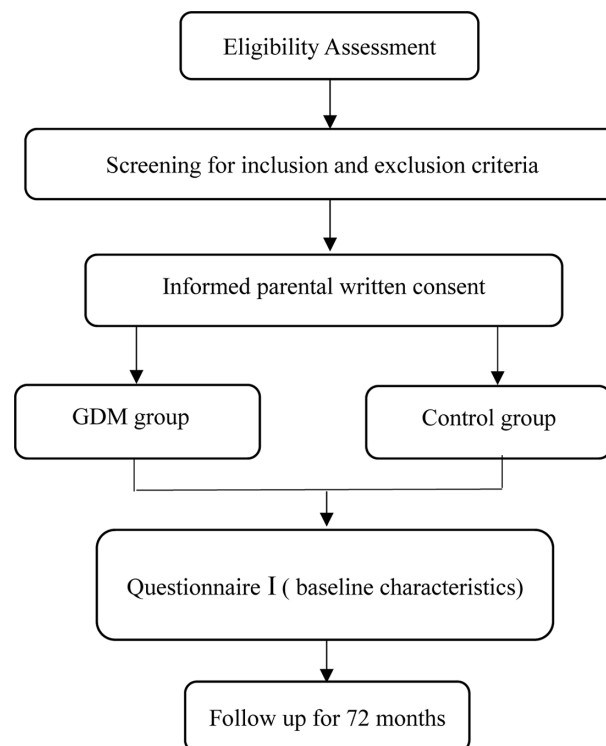 Eligibility Assessment
Screening for inclusion and exclusion criteria
Informed parental written consent
GDM group
Control group
Questionnaire I ( baseline characteristics)
Follow up for 72 months